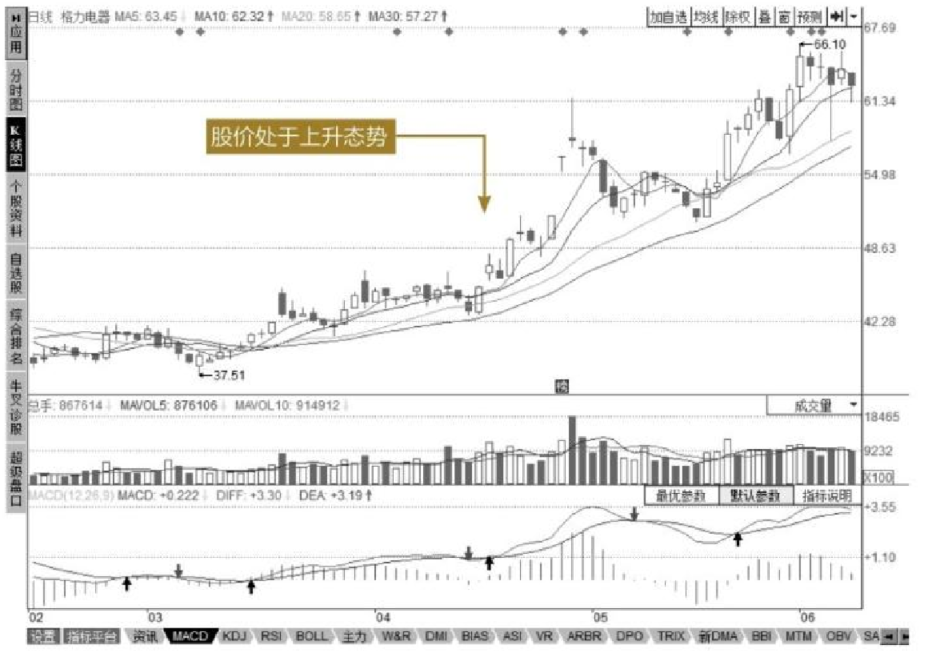 日线 格力电器 MA5: 63.45↓ MA10: 62.32↑ MA20: 58.65↑ MA30: 57.27↑
加自选 均线 除权 叠 窗 预测
应用
分时图
K线图
个股资料
自选股
综合排名
牛叉诊股
超级盘口
67.69
66.10
61.34
股价处于上升态势
54.98
48.63
42.28
37.51
总手: 867614↓ MAVOL5: 876106↓ MAVOL10: 914912↓
成交量
18465
9232
X100
MACD(12,26,9) MACD: +0.222↓ DIFF: +3.30↓ DEA: +3.19↑
最优参数 默认参数 指标说明
+3.55
+1.10
02 03 04 05 06
设置 指标平台 资讯 MACD KDJ RSI BOLL 主力 W&R DMI BIAS ASI VR ARBR DPO TRIX 新DMA BBI MTM OBV SA